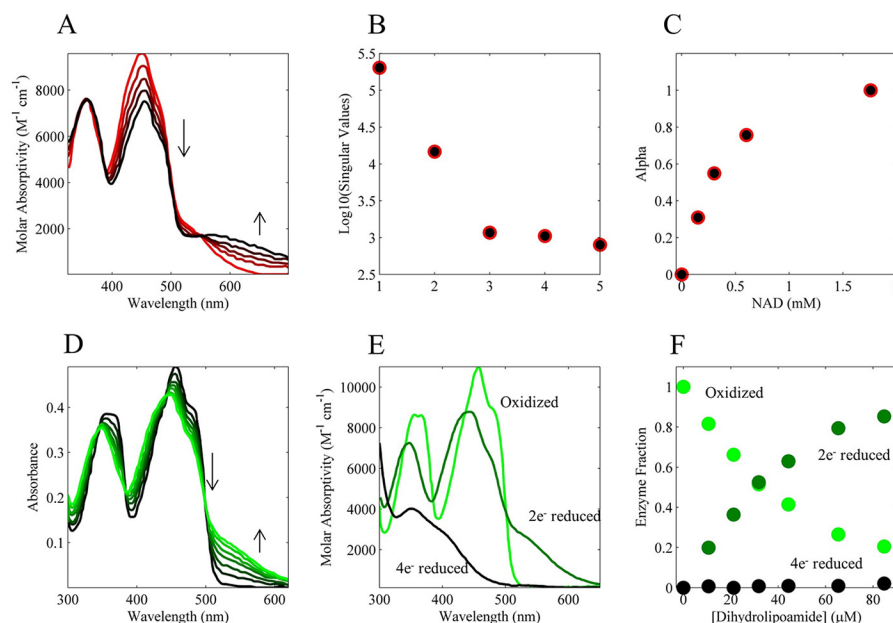 A
B
C
8000
6000
4000
2000
400
500
600
Molar Absorptivity (M⁻¹ cm⁻¹)
Wavelength (nm)
5.5
5
4.5
4
3.5
3
2.5
1
2
3
4
5
Log10(Singular Values)
1
0.8
0.6
0.4
0.2
0
0
0.5
1
1.5
Alpha
NAD (mM)
D
E
F
0.4
0.3
0.2
0.1
300
400
500
600
Absorbance
Wavelength (nm)
10000
8000
6000
4000
2000
300
400
500
600
Molar Absorptivity (M⁻¹ cm⁻¹)
Wavelength (nm)
Oxidized
2e⁻ reduced
4e⁻ reduced
1
0.8
0.6
0.4
0.2
0
0
20
40
60
80
Enzyme Fraction
[Dihydrolipoamide] (μM)
Oxidized
2e⁻ reduced
4e⁻ reduced